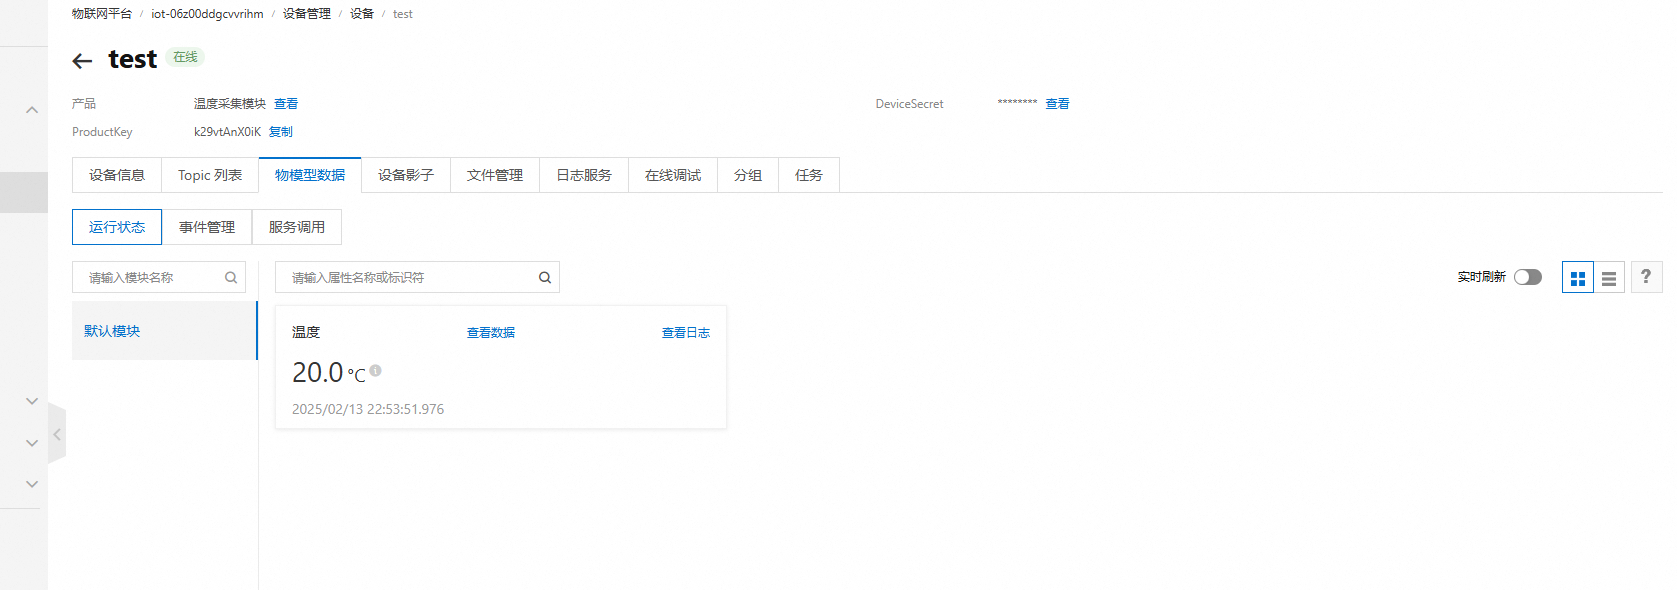 物联网平台 / iot-06z00ddgcvvrihm / 设备管理 / 设备 / test
test 在线
产品 温度采集模块 查看 DeviceSecret ******** 查看
ProductKey k29vtAnX0iK 复制
设备信息 Topic 列表 物模型数据 设备影子 文件管理 日志服务 在线调试 分组 任务
运行状态 事件管理 服务调用
请输入模块名称 请输入属性名称或标识符 实时刷新 ?
默认模块 温度 查看数据 查看日志
20.0 °C
2025/02/13 22:53:51.976